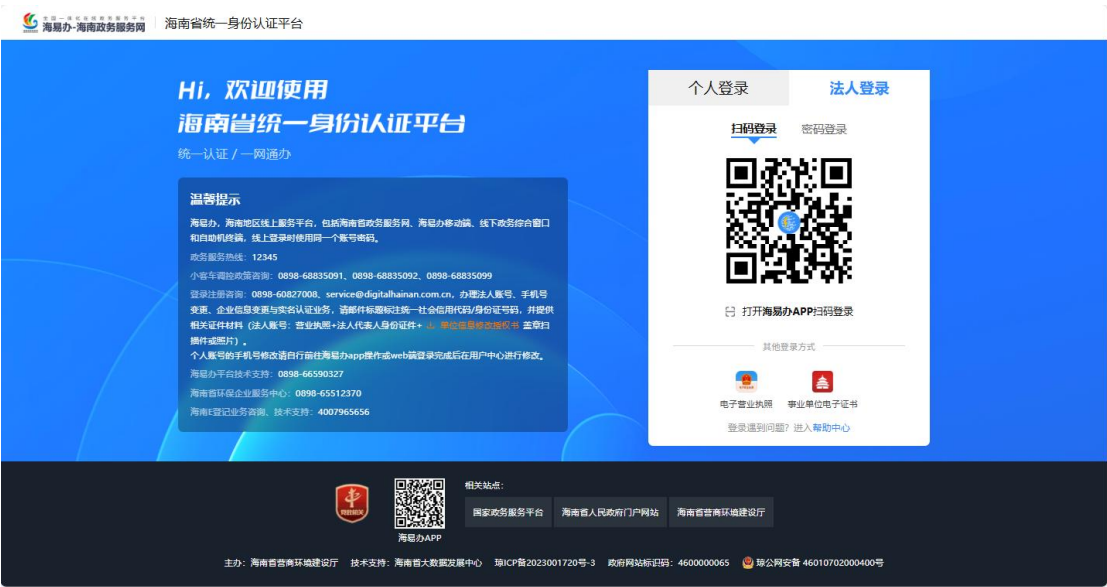 全国一体化在线政务服务平台
海易办-海南政务服务网
海南省统一身份认证平台
Hi，欢迎使用
海南省统一身份认证平台
统一认证 / 一网通办
温馨提示
海易办，海南地区线上服务平台，包括海南省政务服务网、海易办移动端、线下政务综合窗口
和自助机终端，线上登录时使用同一个账号密码。
政务服务热线：12345
小客车调控政策咨询：0898-68835091、0898-68835092、0898-68835099
登录注册咨询：0898-60827008、service@digitalhainan.com.cn，办理法人账号、手机号
变更、企业信息变更与实名认证业务，请邮件标题标注统一社会信用代码/身份证号码，并提供
相关证件材料（法人账号：营业执照+法人代表人身份证件+ 单位信息修改授权书 盖章扫
描件或照片）。
个人账号的手机号修改请自行前往海易办app操作或web端登录完成后在用户中心进行修改。
海易办平台技术支持：0898-66590327
海南省环保企业服务中心：0898-65512370
海南E登记业务咨询、技术支持：4007965656
个人登录
法人登录
扫码登录
密码登录
打开海易办APP扫码登录
其他登录方式
电子营业执照
事业单位电子证书
登录遇到问题？进入帮助中心
党政机关
海易办APP
相关站点：
国家政务服务平台
海南省人民政府门户网站
海南省营商环境建设厅
主办：海南省营商环境建设厅 技术支持：海南省大数据发展中心 琼ICP备2023001720号-3 政府网站标识码：4600000065 琼公网安备 46010702000400号